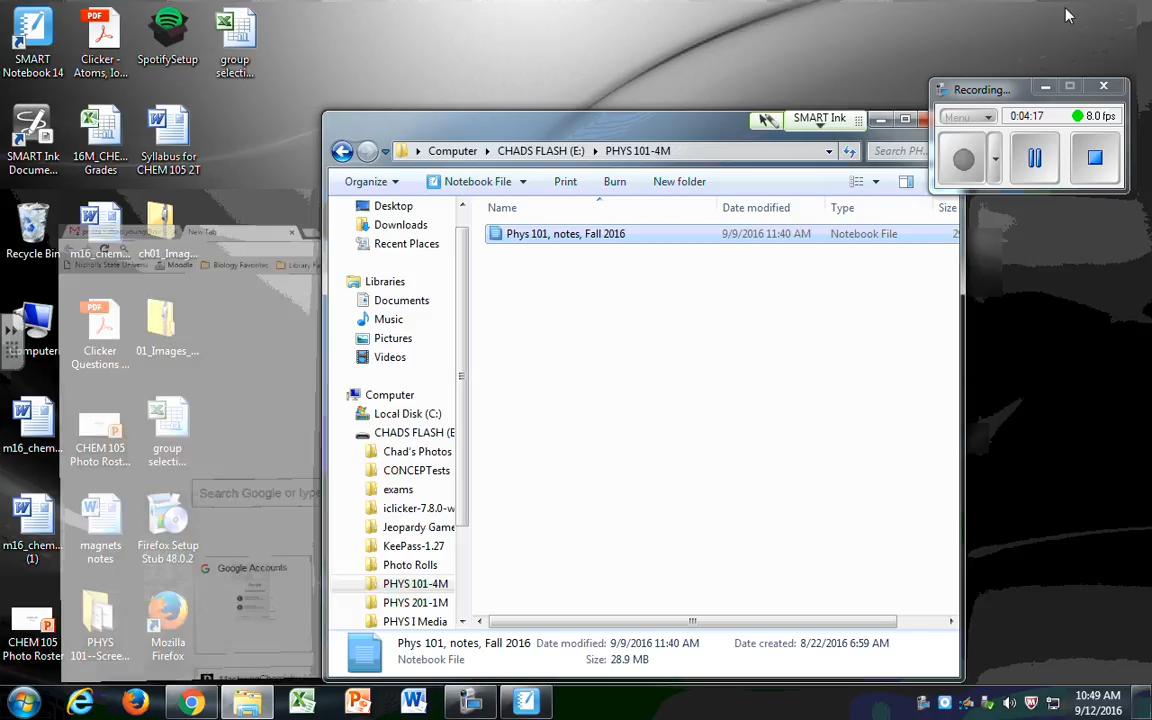 SMART
Notebook 14
Clicker -
Atoms, Io...
SpotifySetup
group
selecti...
SMART Ink
Docume...
16M_CHE...
Grades
Syllabus for
CHEM 105 2T
Recycle Bin
m16_che...
ch01_Imag...
New Tab
Moodle
Biology Favorites
Computer
PDF
Clicker
Questions ...
01_Images_...
m16_chem...
CHEM 105
Photo Rost...
group
selecti...
Search Google or type
m16_chem...
(1)
magnets
notes
Firefox Setup
Stub 48.0.2
Google Accounts
CHEM 105
Photo Roster
PHYS
101--Scree...
Mozilla
Firefox
Recording...
Menu
0:04:17
8.0 fps
SMART Ink
Computer
CHADS FLASH (E:)
PHYS 101-4M
Search PH...
Organize
Notebook File
Print
Burn
New folder
Desktop
Downloads
Recent Places
Libraries
Documents
Music
Pictures
Videos
Computer
Local Disk (C:)
CHADS FLASH (E
Chad's Photos
CONCEPTests
exams
iclicker-7.8.0-w
Jeopardy Game
KeePass-1.27
Photo Rolls
PHYS 101-4M
PHYS 201-1M
PHYS I Media
Name
Date modified
Type
Size
Phys 101, notes, Fall 2016
9/9/2016 11:40 AM
Notebook File
Phys 101, notes, Fall 2016 Date modified: 9/9/2016 11:40 AM Date created: 8/22/2016 6:59 AM
Notebook File Size: 28.9 MB
10:49 AM
9/12/2016